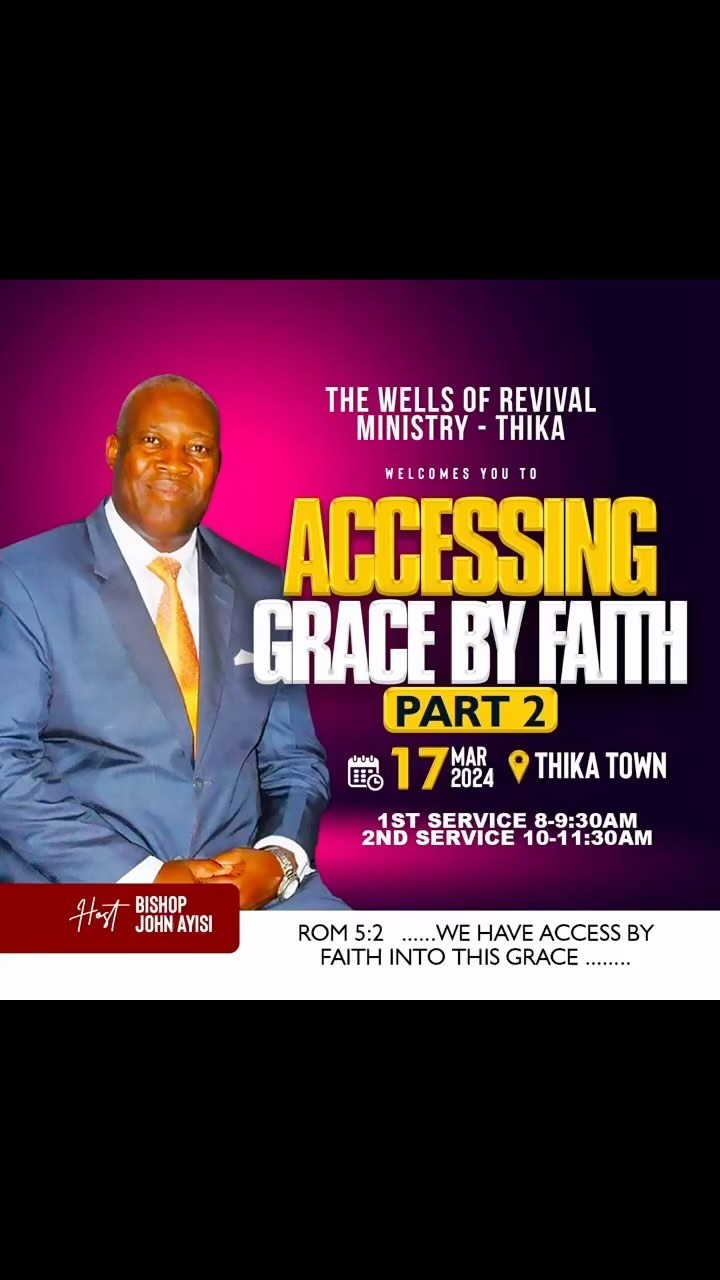 THE WELLS OF REVIVAL
MINISTRY - THIKA
WELCOMES YOU TO
ACCESSING
GRACE BY FAITH
PART 2
17 MAR 2024 THIKA TOWN
1ST SERVICE 8-9:30AM
2ND SERVICE 10-11:30AM
Host BISHOP
JOHN AYISI
ROM 5:2 ......WE HAVE ACCESS BY
FAITH INTO THIS GRACE ........